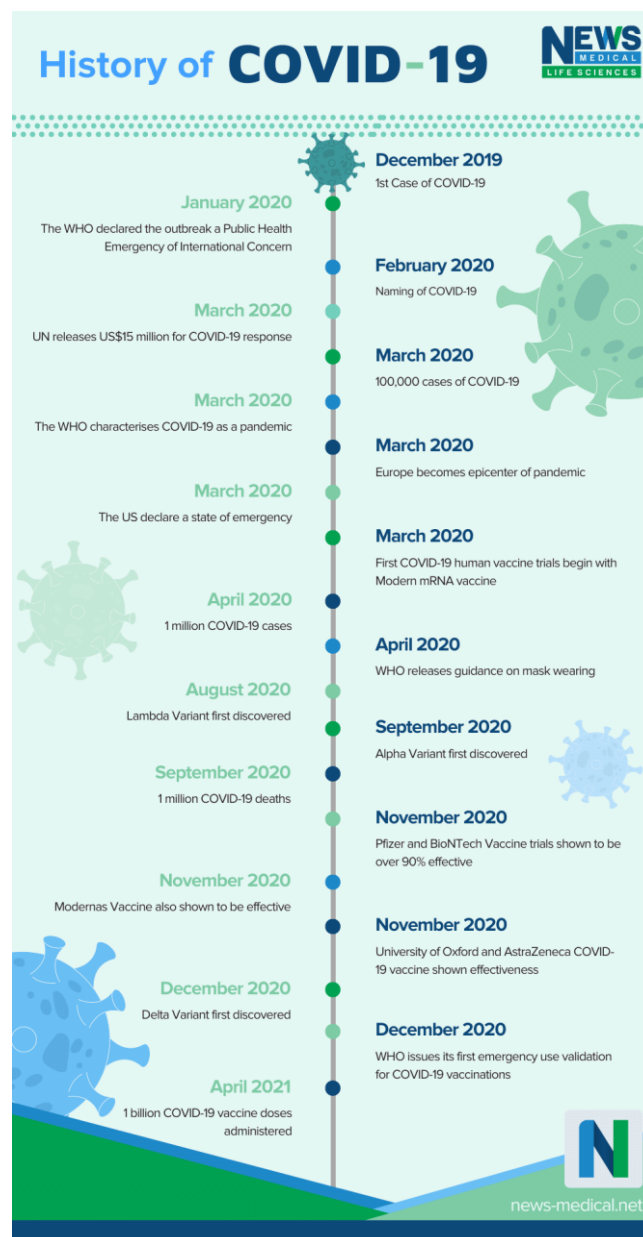 History of COVID-19
NEWS
MEDICAL
LIFE SCIENCES
December 2019
1st Case of COVID-19
January 2020
The WHO declared the outbreak a Public Health
Emergency of International Concern
February 2020
Naming of COVID-19
March 2020
UN releases US$15 million for COVID-19 response
March 2020
100,000 cases of COVID-19
March 2020
The WHO characterises COVID-19 as a pandemic
March 2020
Europe becomes epicenter of pandemic
March 2020
The US declare a state of emergency
March 2020
First COVID-19 human vaccine trials begin with
Modern mRNA vaccine
April 2020
1 million COVID-19 cases
April 2020
WHO releases guidance on mask wearing
August 2020
Lambda Variant first discovered
September 2020
Alpha Variant first discovered
September 2020
1 million COVID-19 deaths
November 2020
Pfizer and BioNTech Vaccine trials shown to be
over 90% effective
November 2020
Modernas Vaccine also shown to be effective
November 2020
University of Oxford and AstraZeneca COVID-
19 vaccine shown effectiveness
December 2020
Delta Variant first discovered
December 2020
WHO issues its first emergency use validation
for COVID-19 vaccinations
April 2021
1 billion COVID-19 vaccine doses
administered
N
news-medical.net